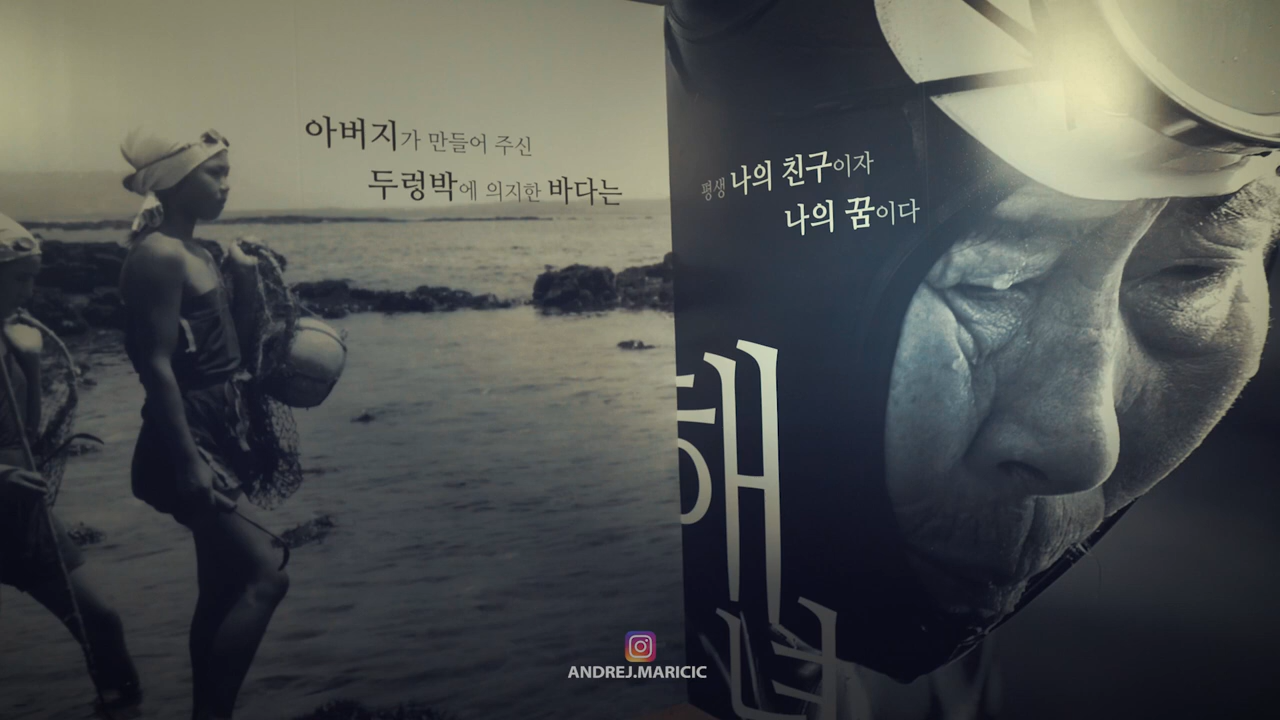 아버지가 만들어 주신
두렁박에 의지한 바다는
평생 나의 친구이자
나의 꿈이다
해
녀
ANDREJ.MARICIC